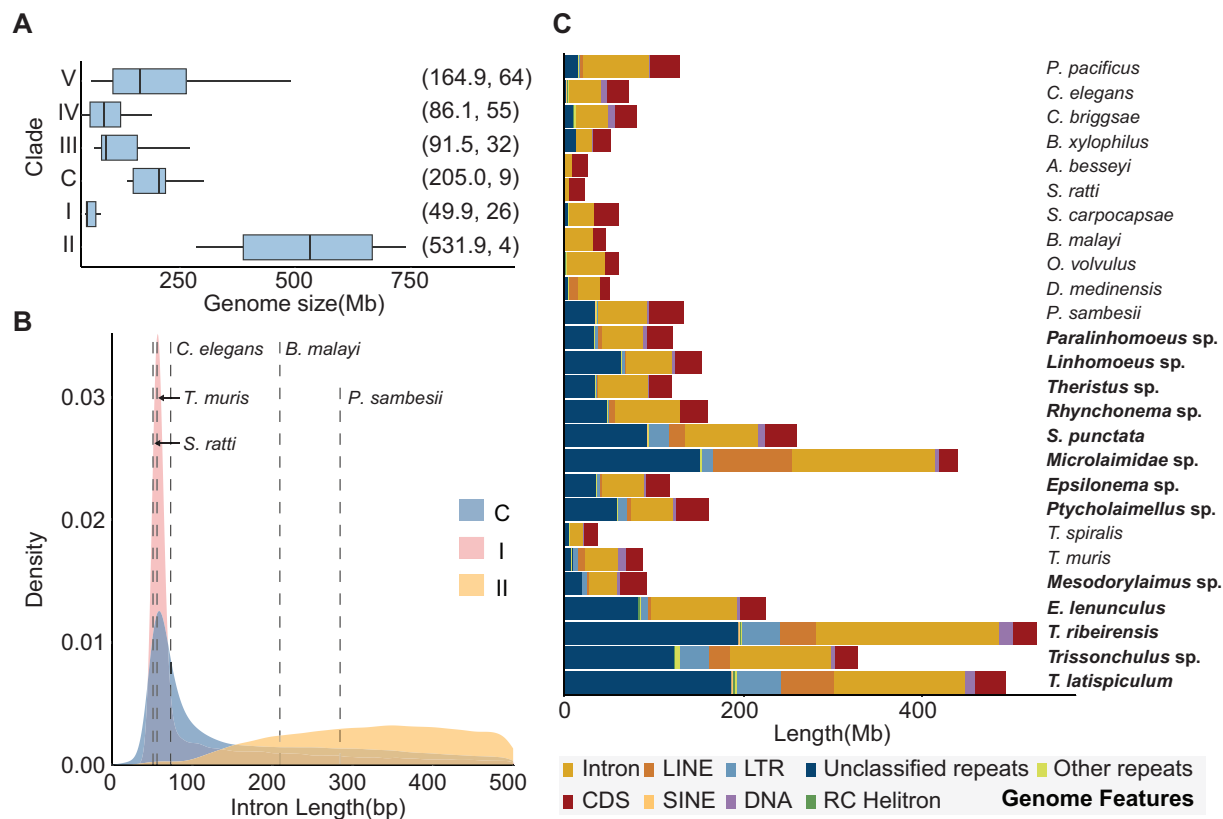 A
Clade
V (164.9, 64)
IV (86.1, 55)
III (91.5, 32)
C (205.0, 9)
I (49.9, 26)
II (531.9, 4)
250 500 750
Genome size(Mb)
B
Density
0.03
0.02
0.01
0.00
C. elegans
B. malayi
T. muris
P. sambesii
S. ratti
C
I
II
0 100 200 300 400 500
Intron Length(bp)
C
P. pacificus
C. elegans
C. briggsae
B. xylophilus
A. besseyi
S. ratti
S. carpocapsae
B. malayi
O. volvulus
D. medinensis
P. sambesii
Paralinhomoeus sp.
Linhomoeus sp.
Theristus sp.
Rhynchonema sp.
S. punctata
Microlaimidae sp.
Epsilonema sp.
Ptycholaimellus sp.
T. spiralis
T. muris
Mesodorylaimus sp.
E. lenunculus
T. ribeirensis
Trissonchulus sp.
T. latispiculum
0 200 400
Length(Mb)
Intron LINE LTR Unclassified repeats Other repeats
CDS SINE DNA RC Helitron Genome Features